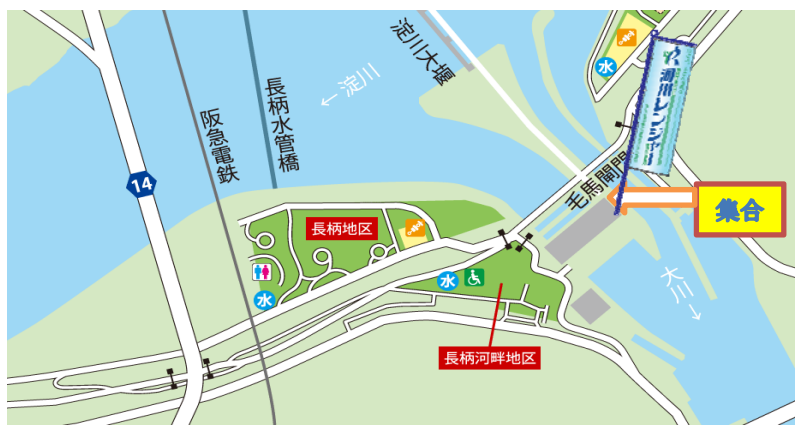 淀川大堰
← 淀川
長柄水管橋
阪急電鉄
14
水
河川レンジャー
毛馬閘門
集合
長柄地区
水
水
大川 →
長柄河畔地区